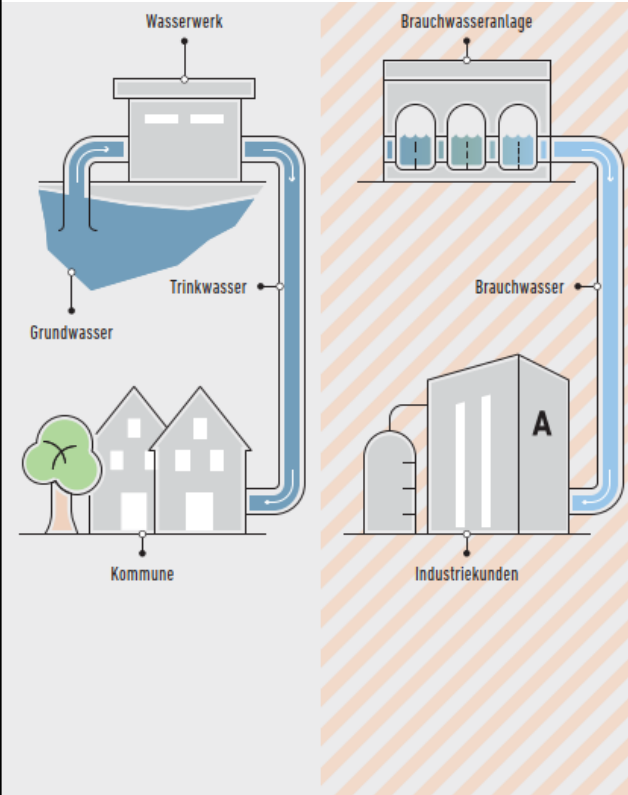 Wasserwerk
Brauchwasseranlage
Trinkwasser
Brauchwasser
Grundwasser
A
Kommune
Industriekunden